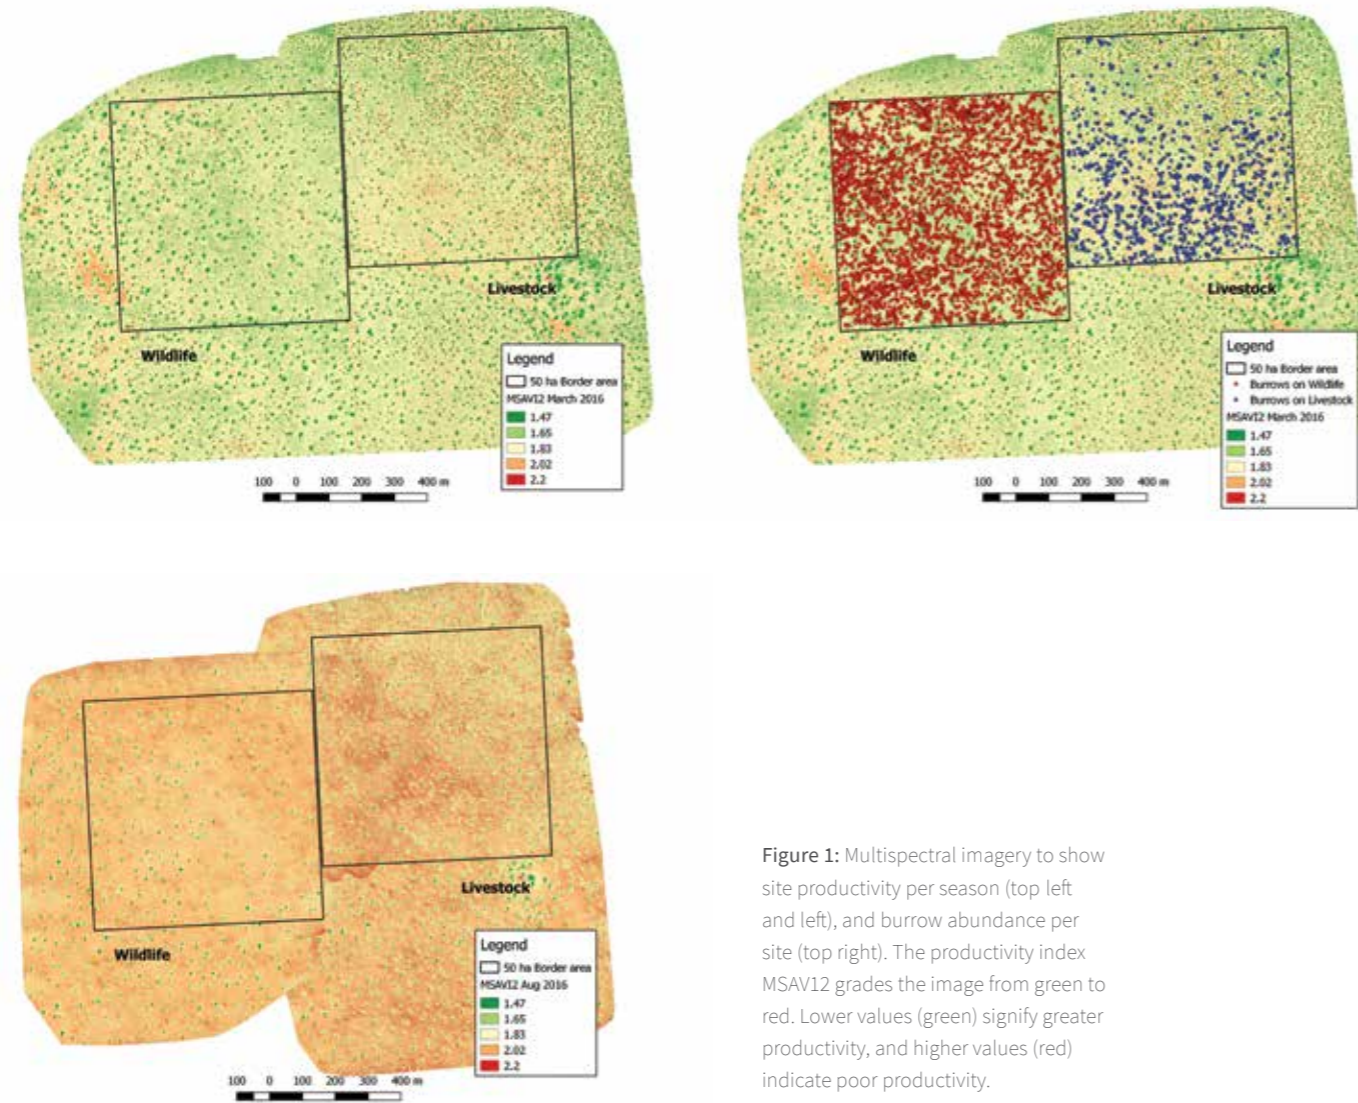 Wildlife
Livestock
Legend
50 ha Border area
MSAVI2 March 2016
1.47
1.65
1.83
2.02
2.2
100 0 100 200 300 400 m
Wildlife
Livestock
Legend
50 ha Border area
Burrows on Wildlife
Burrows on Livestock
MSAVI2 March 2016
1.47
1.65
1.83
2.02
2.2
100 0 100 200 300 400 m
Wildlife
Livestock
Legend
50 ha Border area
MSAVI2 Aug 2016
1.47
1.65
1.83
2.02
2.2
100 0 100 200 300 400 m
Figure 1: Multispectral imagery to show
site productivity per season (top left
and left), and burrow abundance per
site (top right). The productivity index
MSAV12 grades the image from green to
red. Lower values (green) signify greater
productivity, and higher values (red)
indicate poor productivity.